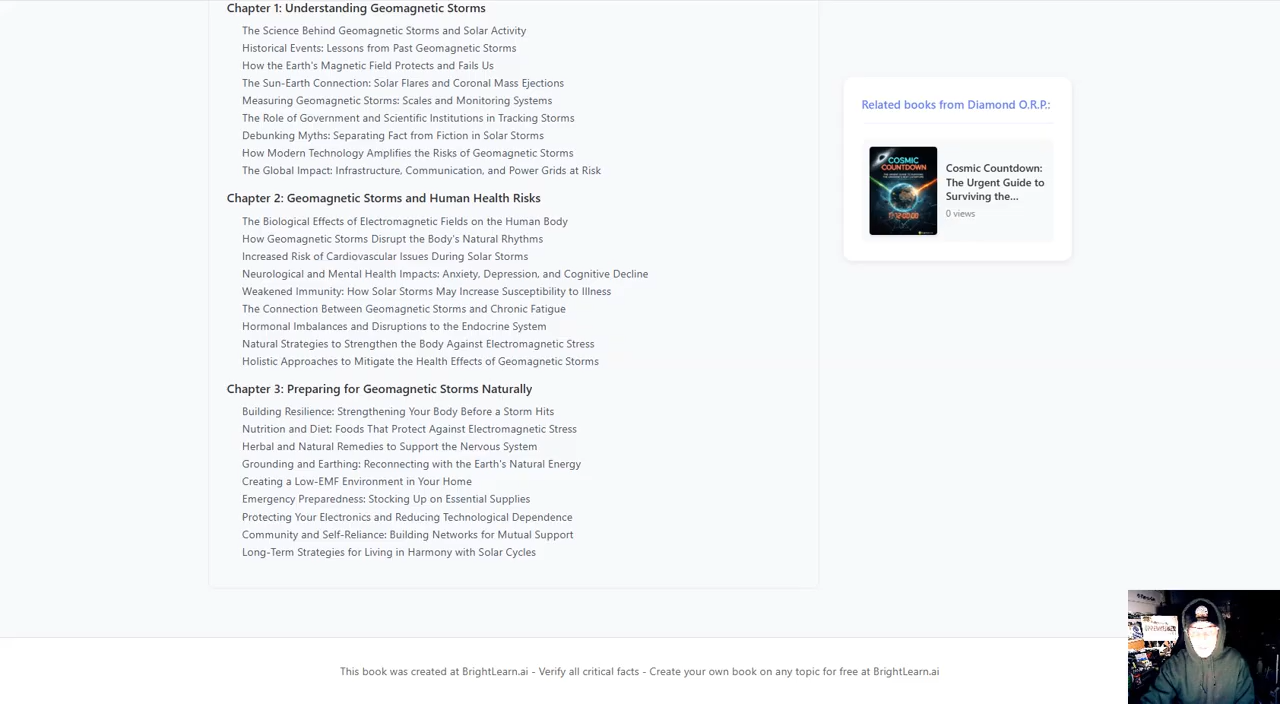 Chapter 1: Understanding Geomagnetic Storms
The Science Behind Geomagnetic Storms and Solar Activity
Historical Events: Lessons from Past Geomagnetic Storms
How the Earth's Magnetic Field Protects and Fails Us
The Sun-Earth Connection: Solar Flares and Coronal Mass Ejections
Measuring Geomagnetic Storms: Scales and Monitoring Systems
The Role of Government and Scientific Institutions in Tracking Storms
Debunking Myths: Separating Fact from Fiction in Solar Storms
How Modern Technology Amplifies the Risks of Geomagnetic Storms
The Global Impact: Infrastructure, Communication, and Power Grids at Risk
Chapter 2: Geomagnetic Storms and Human Health Risks
The Biological Effects of Electromagnetic Fields on the Human Body
How Geomagnetic Storms Disrupt the Body's Natural Rhythms
Increased Risk of Cardiovascular Issues During Solar Storms
Neurological and Mental Health Impacts: Anxiety, Depression, and Cognitive Decline
Weakened Immunity: How Solar Storms May Increase Susceptibility to Illness
The Connection Between Geomagnetic Storms and Chronic Fatigue
Hormonal Imbalances and Disruptions to the Endocrine System
Natural Strategies to Strengthen the Body Against Electromagnetic Stress
Holistic Approaches to Mitigate the Health Effects of Geomagnetic Storms
Chapter 3: Preparing for Geomagnetic Storms Naturally
Building Resilience: Strengthening Your Body Before a Storm Hits
Nutrition and Diet: Foods That Protect Against Electromagnetic Stress
Herbal and Natural Remedies to Support the Nervous System
Grounding and Earthing: Reconnecting with the Earth's Natural Energy
Creating a Low-EMF Environment in Your Home
Emergency Preparedness: Stocking Up on Essential Supplies
Protecting Your Electronics and Reducing Technological Dependence
Community and Self-Reliance: Building Networks for Mutual Support
Long-Term Strategies for Living in Harmony with Solar Cycles
Related books from Diamond O.R.P.:
COSMIC
COUNTDOWN
Cosmic Countdown:
The Urgent Guide to
Surviving the...
0 views
This book was created at BrightLearn.ai - Verify all critical facts - Create your own book on any topic for free at BrightLearn.ai